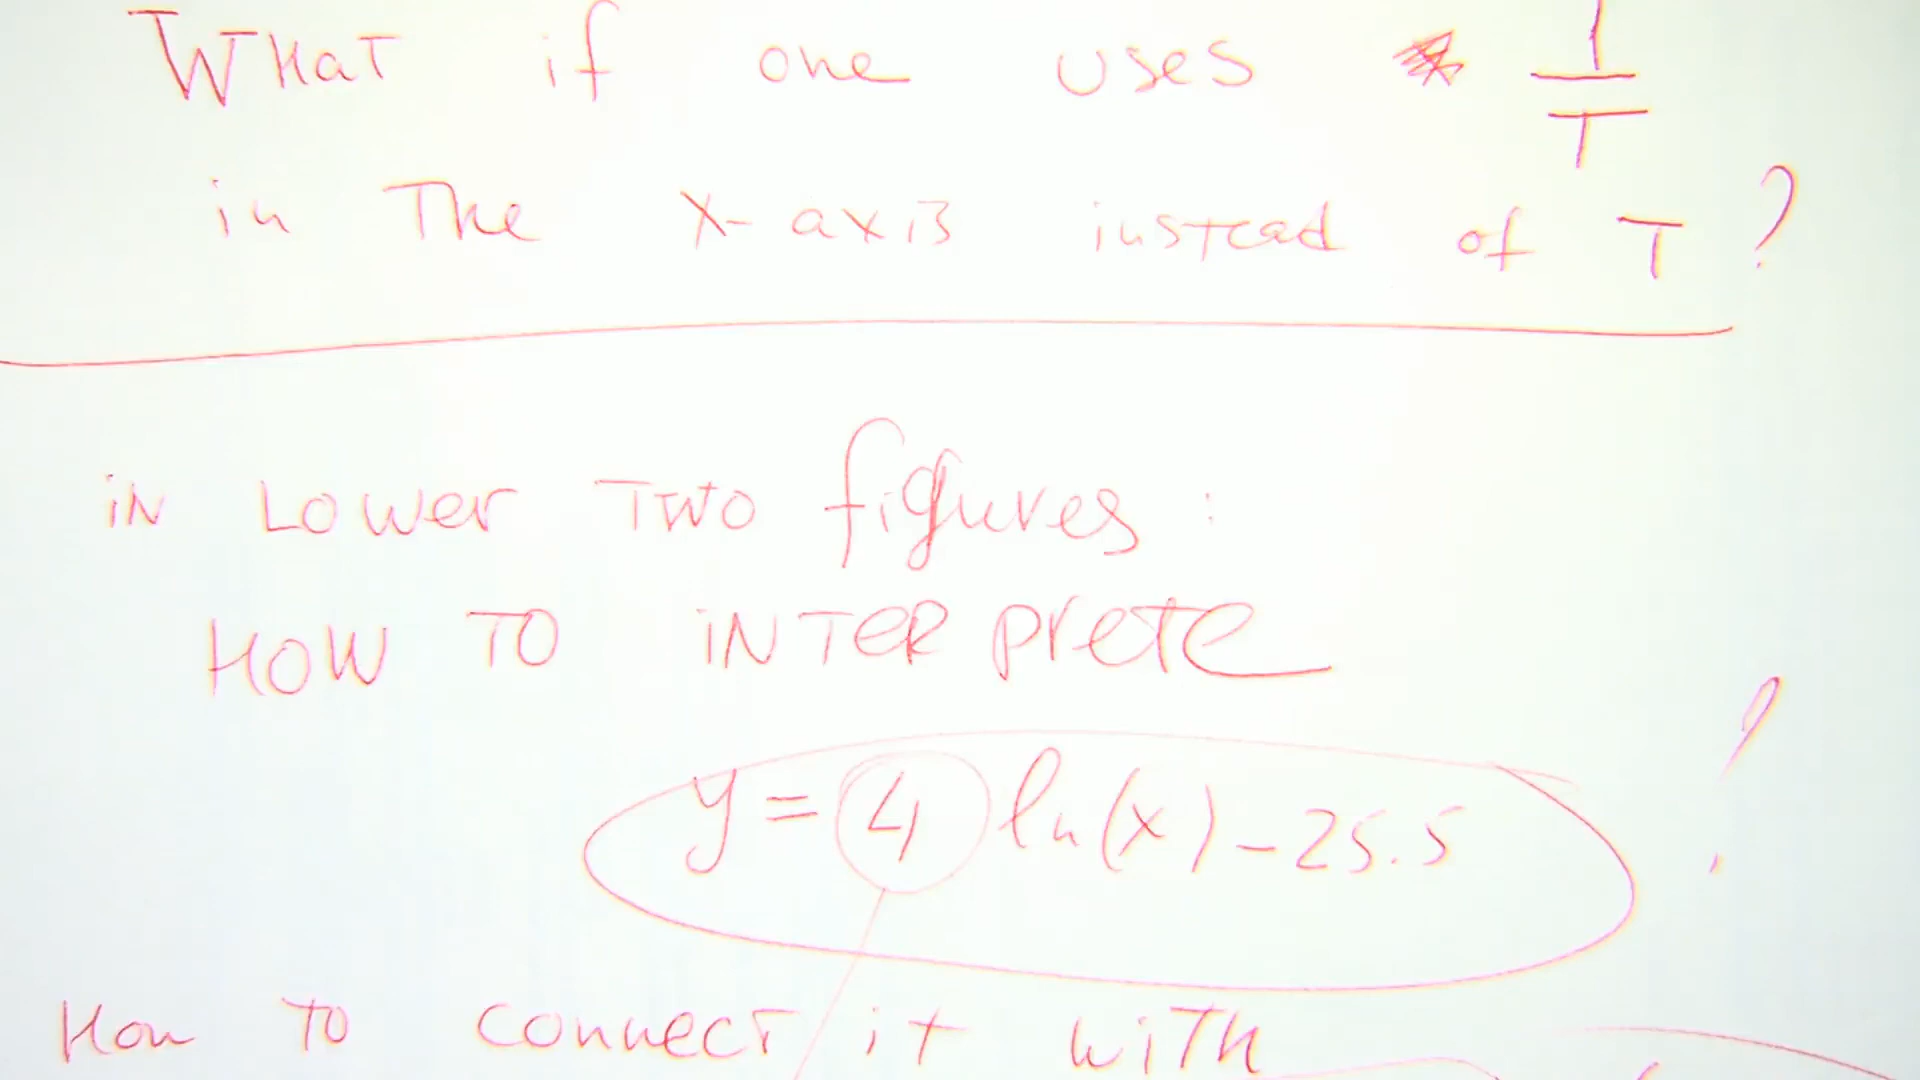 What if one uses 1/T
in The x-axis instead of T ?
iN Lower Two figures :
HOW TO iNTERprete
y = 4 ln(x) - 25.5 ?
How To connect it with